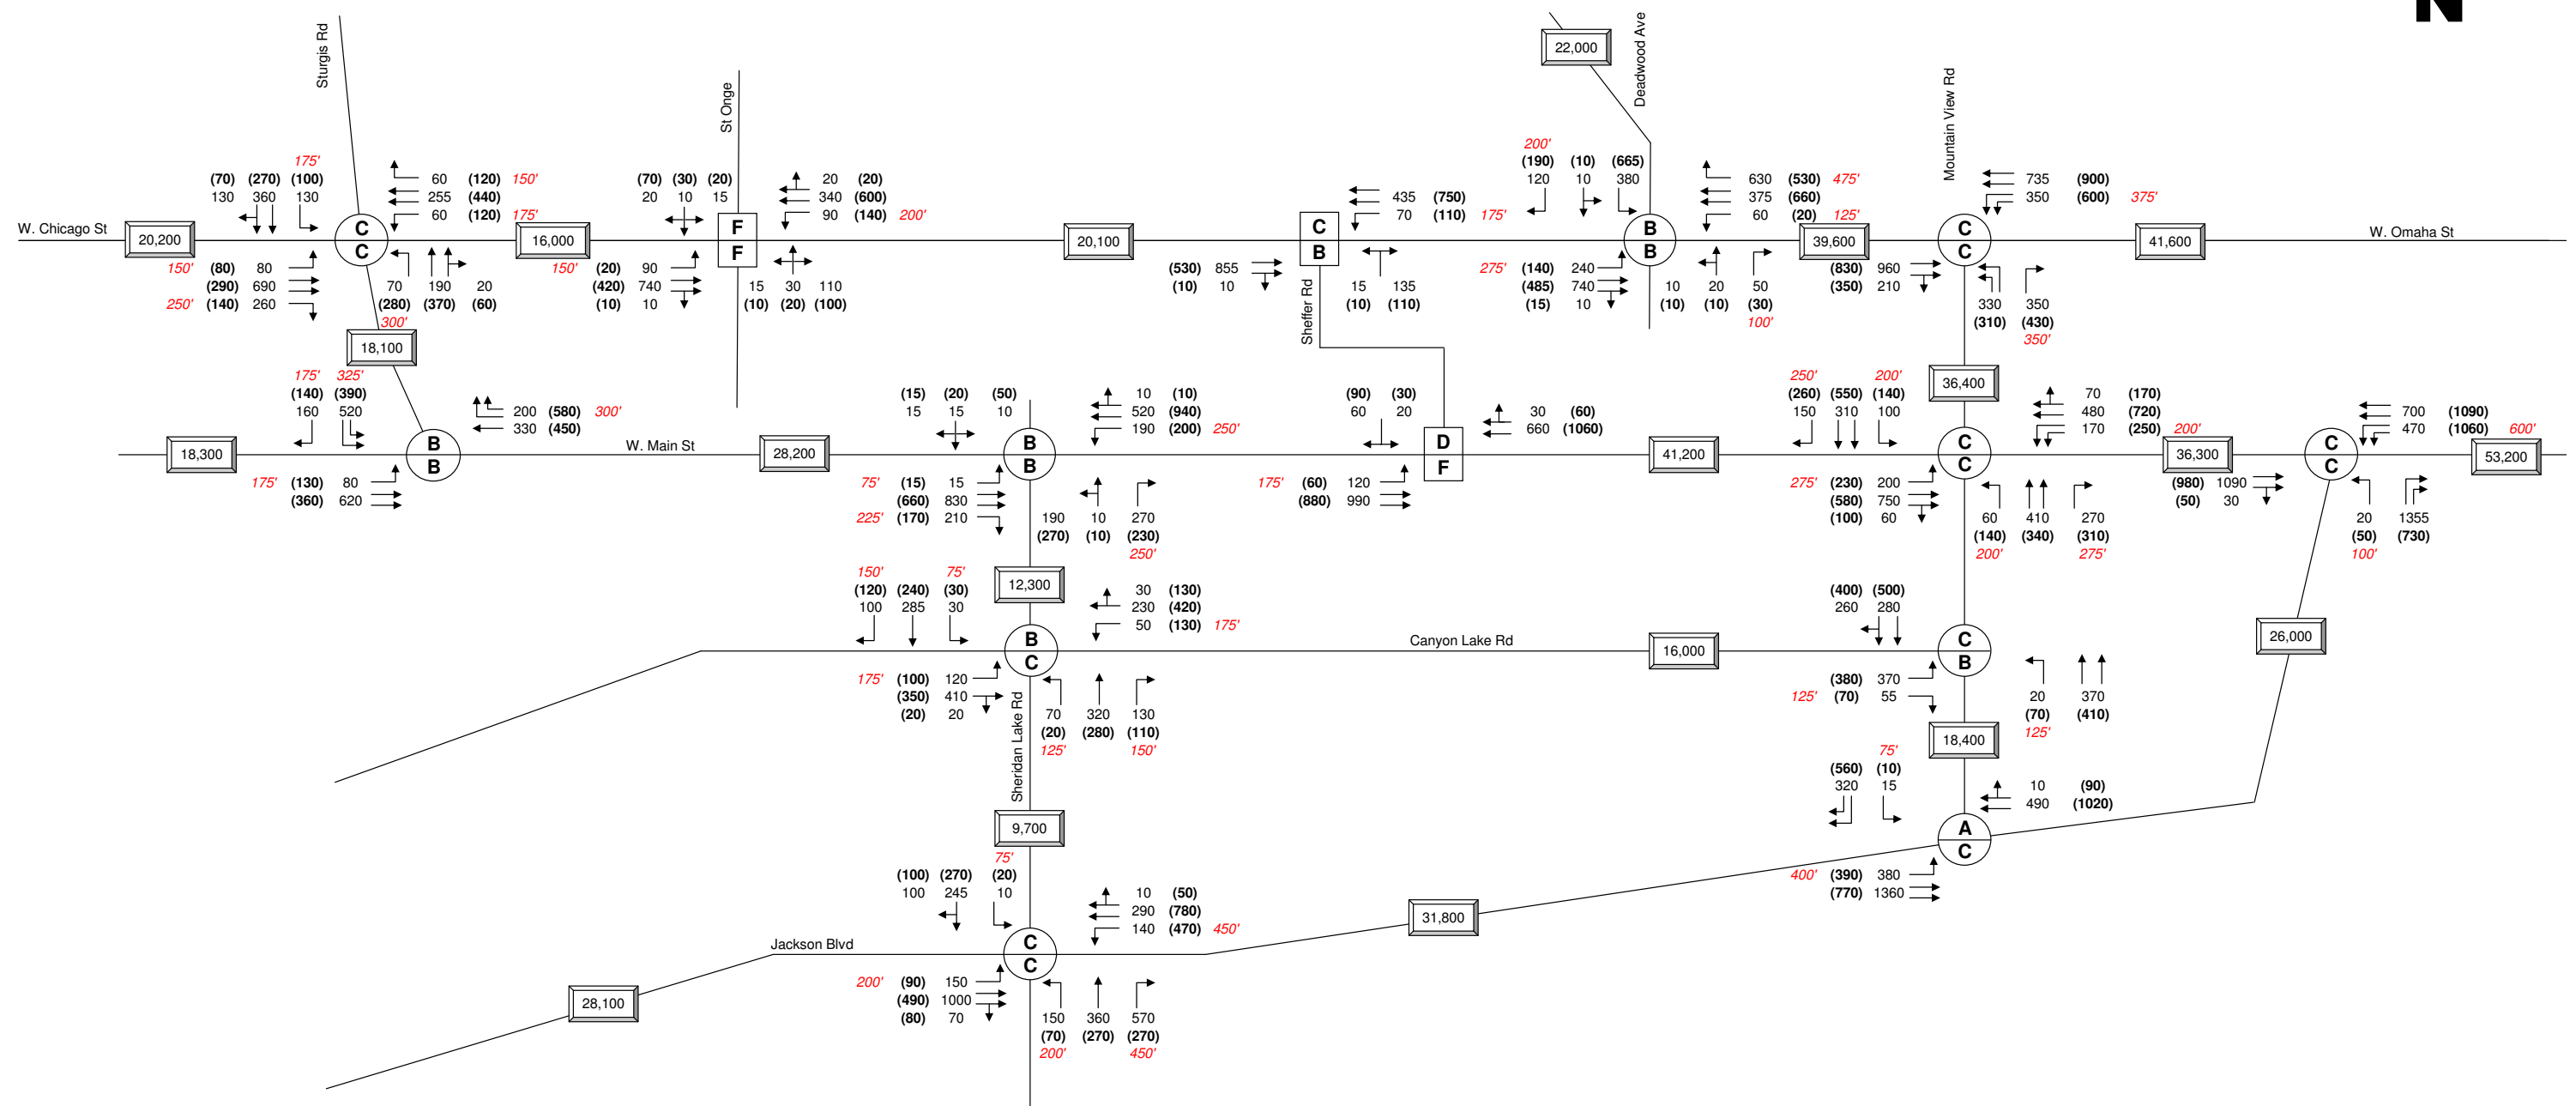 N
Sturgis Rd
St Onge
Deadwood Ave
Mountain View Rd
22,000
175'
(70) (270) (100)
130 360 130
60 (120) 150'
255 (440)
60 (120) 175'
(70) (30) (20)
20 10 15
20 (20)
340 (600)
90 (140) 200'
435 (750)
70 (110) 175'
200'
(190) (10) (665)
120 10 380
630 (530) 475'
375 (660)
60 (20) 125'
735 (900)
350 (600) 375'
W. Chicago St
20,200
C
C
16,000
F
F
20,100
C
B
B
B
39,600
C
C
41,600
W. Omaha St
150' (80) 80
(290) 690
250' (140) 260
70 190 20
(280) (370) (60)
300'
150' (20) 90
(420) 740
(10) 10
15 30 110
(10) (20) (100)
(530) 855
(10) 10
Sheffer Rd
15 135
(10) (110)
275' (140) 240
(485) 740
(15) 10
10 20 50
(10) (10) (30)
100'
(830) 960
(350) 210
330 350
(310) (430)
350'
18,100
36,400
175' 325'
(140) (390)
160 520
200 (580) 300'
330 (450)
(15) (20) (50)
15 15 10
10 (10)
520 (940)
190 (200) 250'
(90) (30)
60 20
30 (60)
660 (1060)
250' 200'
(260) (550) (140)
150 310 100
70 (170)
480 (720)
170 (250) 200'
700 (1090)
470 (1060) 600'
18,300
B
B
W. Main St
28,200
B
B
D
F
41,200
C
C
36,300
C
C
53,200
175' (130) 80
(360) 620
75' (15) 15
(660) 830
225' (170) 210
190 10 270
(270) (10) (230)
250'
175' (60) 120
(880) 990
275' (230) 200
(580) 750
(100) 60
60 410 270
(140) (340) (310)
200' 275'
(980) 1090
(50) 30
20 1355
(50) (730)
100'
12,300
26,000
150' 75'
(120) (240) (30)
100 285 30
30 (130)
230 (420)
50 (130) 175'
(400) (500)
260 280
B
C
Canyon Lake Rd
16,000
C
B
175' (100) 120
(350) 410
(20) 20
Sheridan Lake Rd
70 320 130
(20) (280) (110)
125' 150'
(380) 370
125' (70) 55
20 370
(70) (410)
125'
18,400
75'
(560) (10)
320 15
10 (90)
490 (1020)
9,700
A
C
400' (390) 380
(770) 1360
75'
(100) (270) (20)
100 245 10
10 (50)
290 (780)
140 (470) 450'
31,800
Jackson Blvd
C
C
28,100
200' (90) 150
(490) 1000
(80) 70
150 360 570
(70) (270) (270)
200' 450'